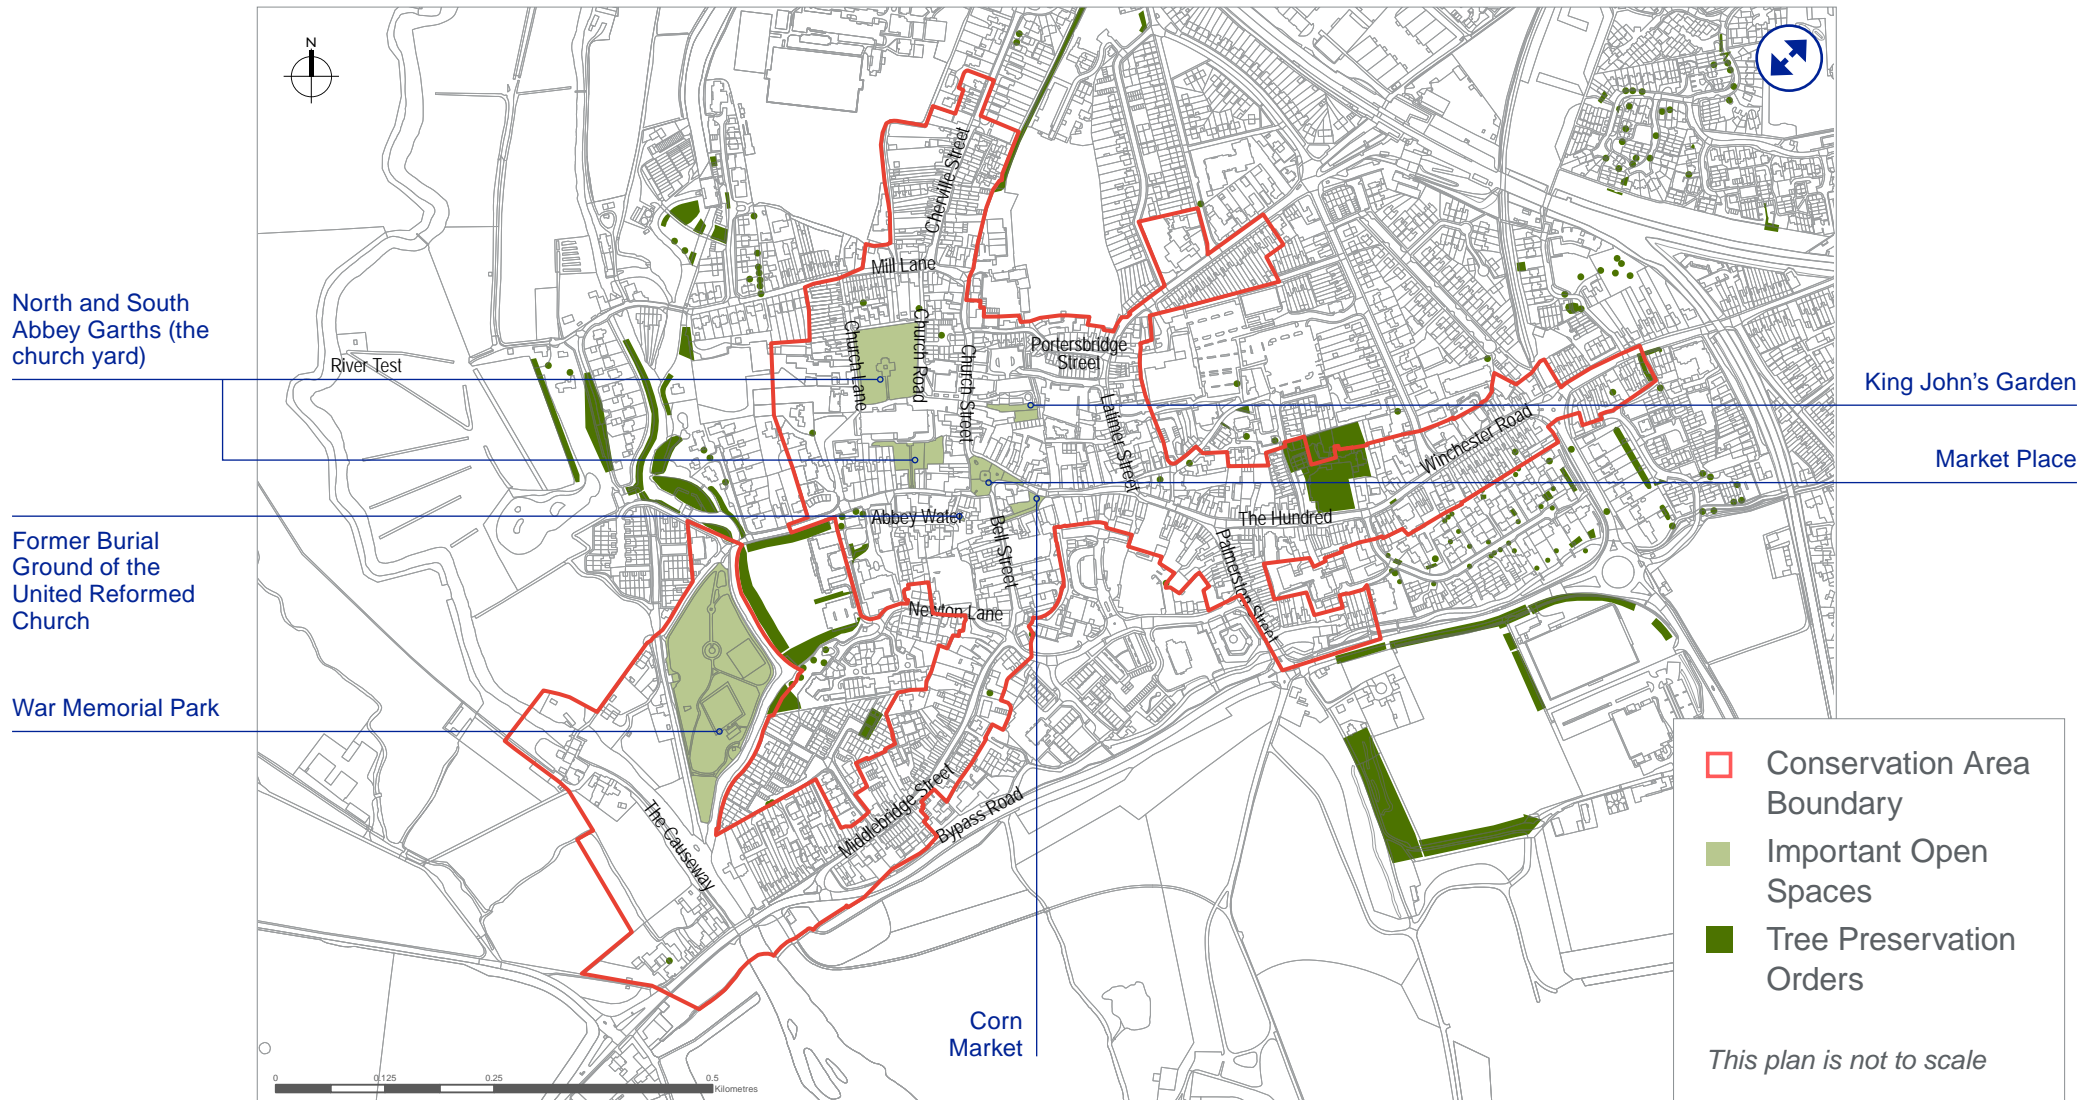 N
North and South
Abbey Garths (the
church yard)
River Test
Former Burial
Ground of the
United Reformed
Church
War Memorial Park
Cherville Street
Mill Lane
Church Lane
Church Road
Church Street
Portersbridge
Street
Latimer Street
Winchester Road
Abbey Water
Bell Street
The Hundred
Palmerston Street
Newton Lane
Middlebridge Street
Bypass Road
The Causeway
King John's Garden
Market Place
Corn
Market
Conservation Area
Boundary
Important Open
Spaces
Tree Preservation
Orders
This plan is not to scale
0 0.125 0.25 0.5
Kilometres